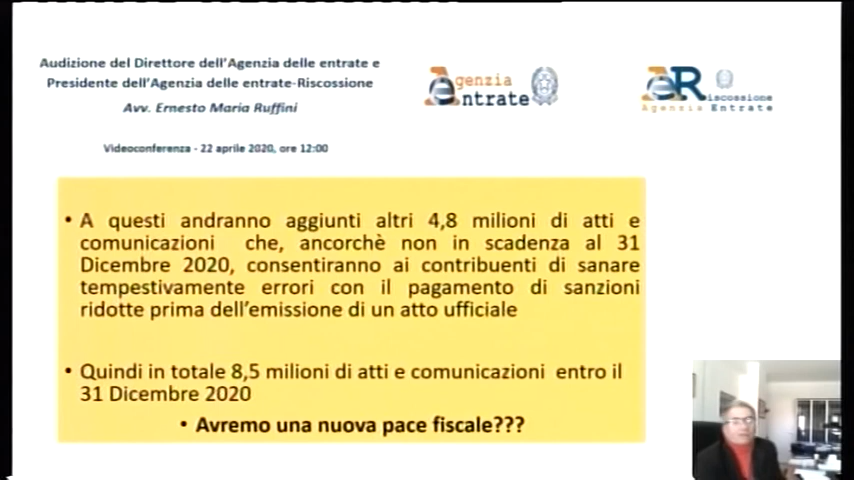 Audizione del Direttore dell'Agenzia delle entrate e
Presidente dell'Agenzia delle entrate-Riscossione
Avv. Ernesto Maria Ruffini
Videoconferenza - 22 aprile 2020, ore 12:00
agenzia
entrate
aeR iscossione
Agenzia Entrate
• A questi andranno aggiunti altri 4,8 milioni di atti e
comunicazioni che, ancorchè non in scadenza al 31
Dicembre 2020, consentiranno ai contribuenti di sanare
tempestivamente errori con il pagamento di sanzioni
ridotte prima dell'emissione di un atto ufficiale
• Quindi in totale 8,5 milioni di atti e comunicazioni entro il
31 Dicembre 2020
• Avremo una nuova pace fiscale???